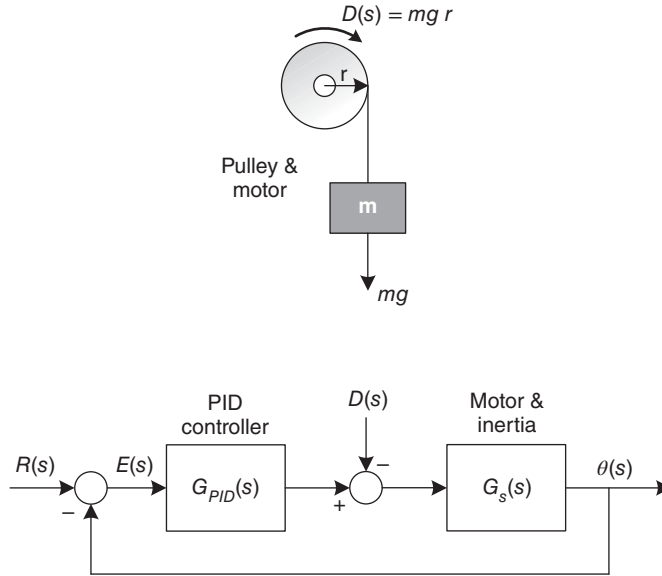 D(s) = mg r
r
Pulley &
motor
m
mg
PID
controller
D(s)
Motor &
inertia
R(s)
E(s)
G_PID(s)
G_s(s)
θ(s)
−
+
−